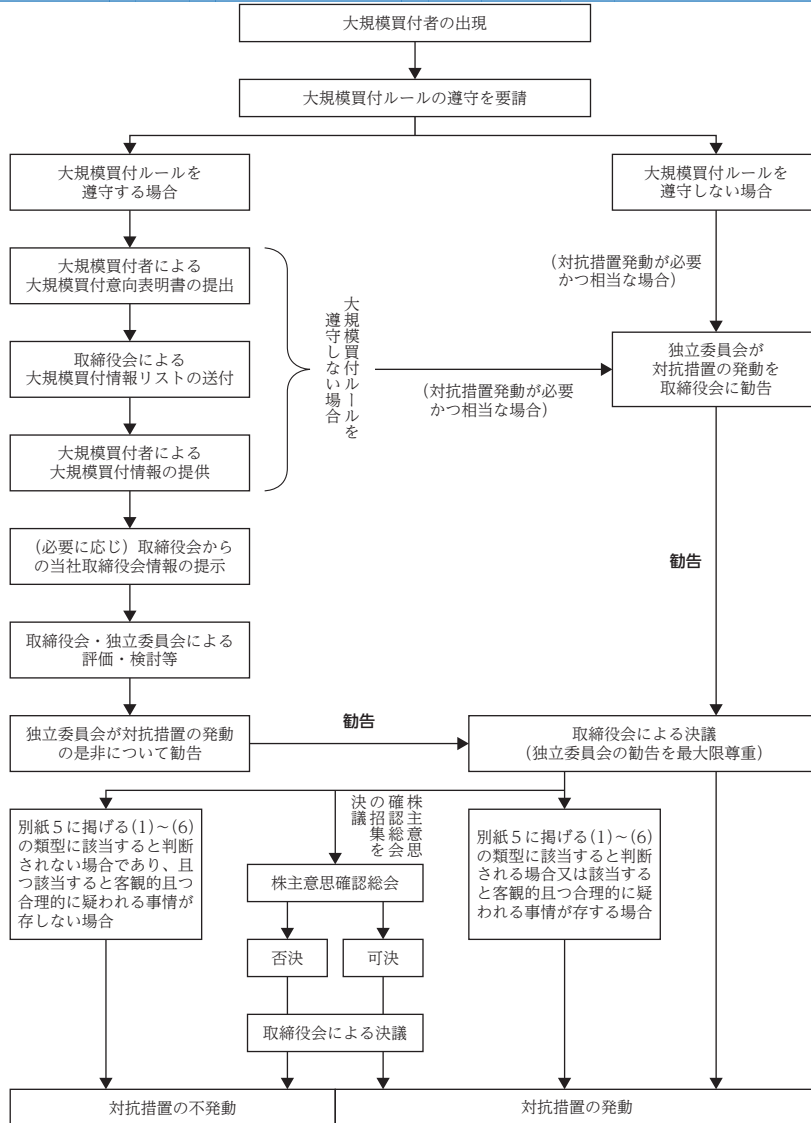 大規模買付者の出現
大規模買付ルールの遵守を要請
大規模買付ルールを
遵守する場合
大規模買付ルールを
遵守しない場合
大規模買付者による
大規模買付意向表明書の提出
取締役会による
大規模買付情報リストの送付
大規模買付者による
大規模買付情報の提供
大規模買付ルールを
遵守しない場合
(対抗措置発動が必要
かつ相当な場合)
(対抗措置発動が必要
かつ相当な場合)
独立委員会が
対抗措置の発動を
取締役会に勧告
(必要に応じ)取締役会から
の当社取締役会情報の提示
取締役会・独立委員会による
評価・検討等
勧告
独立委員会が対抗措置の発動
の是非について勧告
勧告
取締役会による決議
(独立委員会の勧告を最大限尊重)
別紙5に掲げる(1)~(6)
の類型に該当すると判断
されない場合であり、且
つ該当すると客観的且つ
合理的に疑われる事情が
存しない場合
株主意思
確認総会
の招集を
決議
株主意思確認総会
否決
可決
取締役会による決議
別紙5に掲げる(1)~(6)
の類型に該当すると判断
される場合又は該当する
と客観的且つ合理的に疑
われる事情が存する場合
対抗措置の不発動
対抗措置の発動